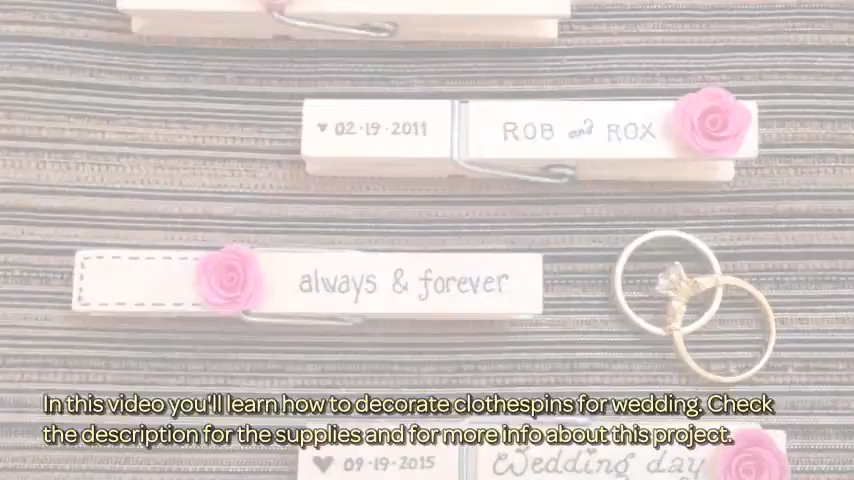 ♥ 02·19·2011 ROB and ROX
always & forever
In this video you'll learn how to decorate clothespins for wedding. Check
the description for the supplies and for more info about this project.
♥ 09·19·2015 Wedding day